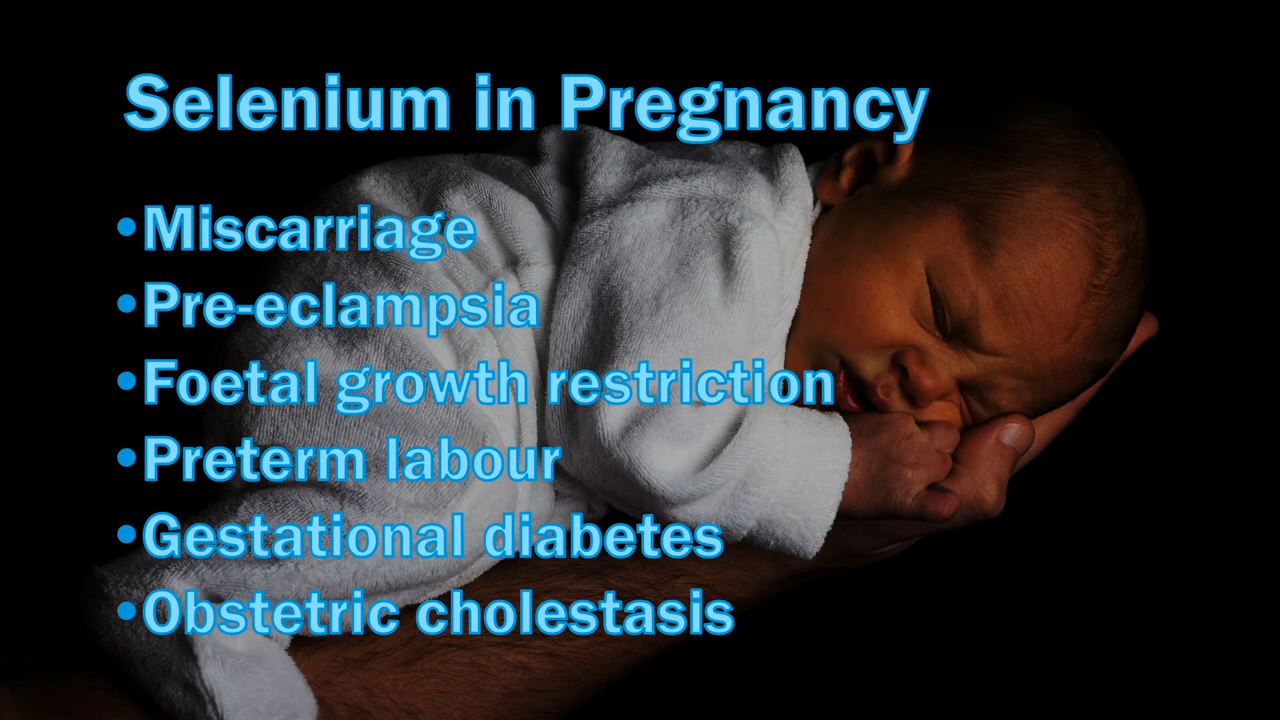 Selenium in Pregnancy
•Miscarriage
•Pre-eclampsia
•Foetal growth restriction
•Preterm labour
•Gestational diabetes
•Obstetric cholestasis